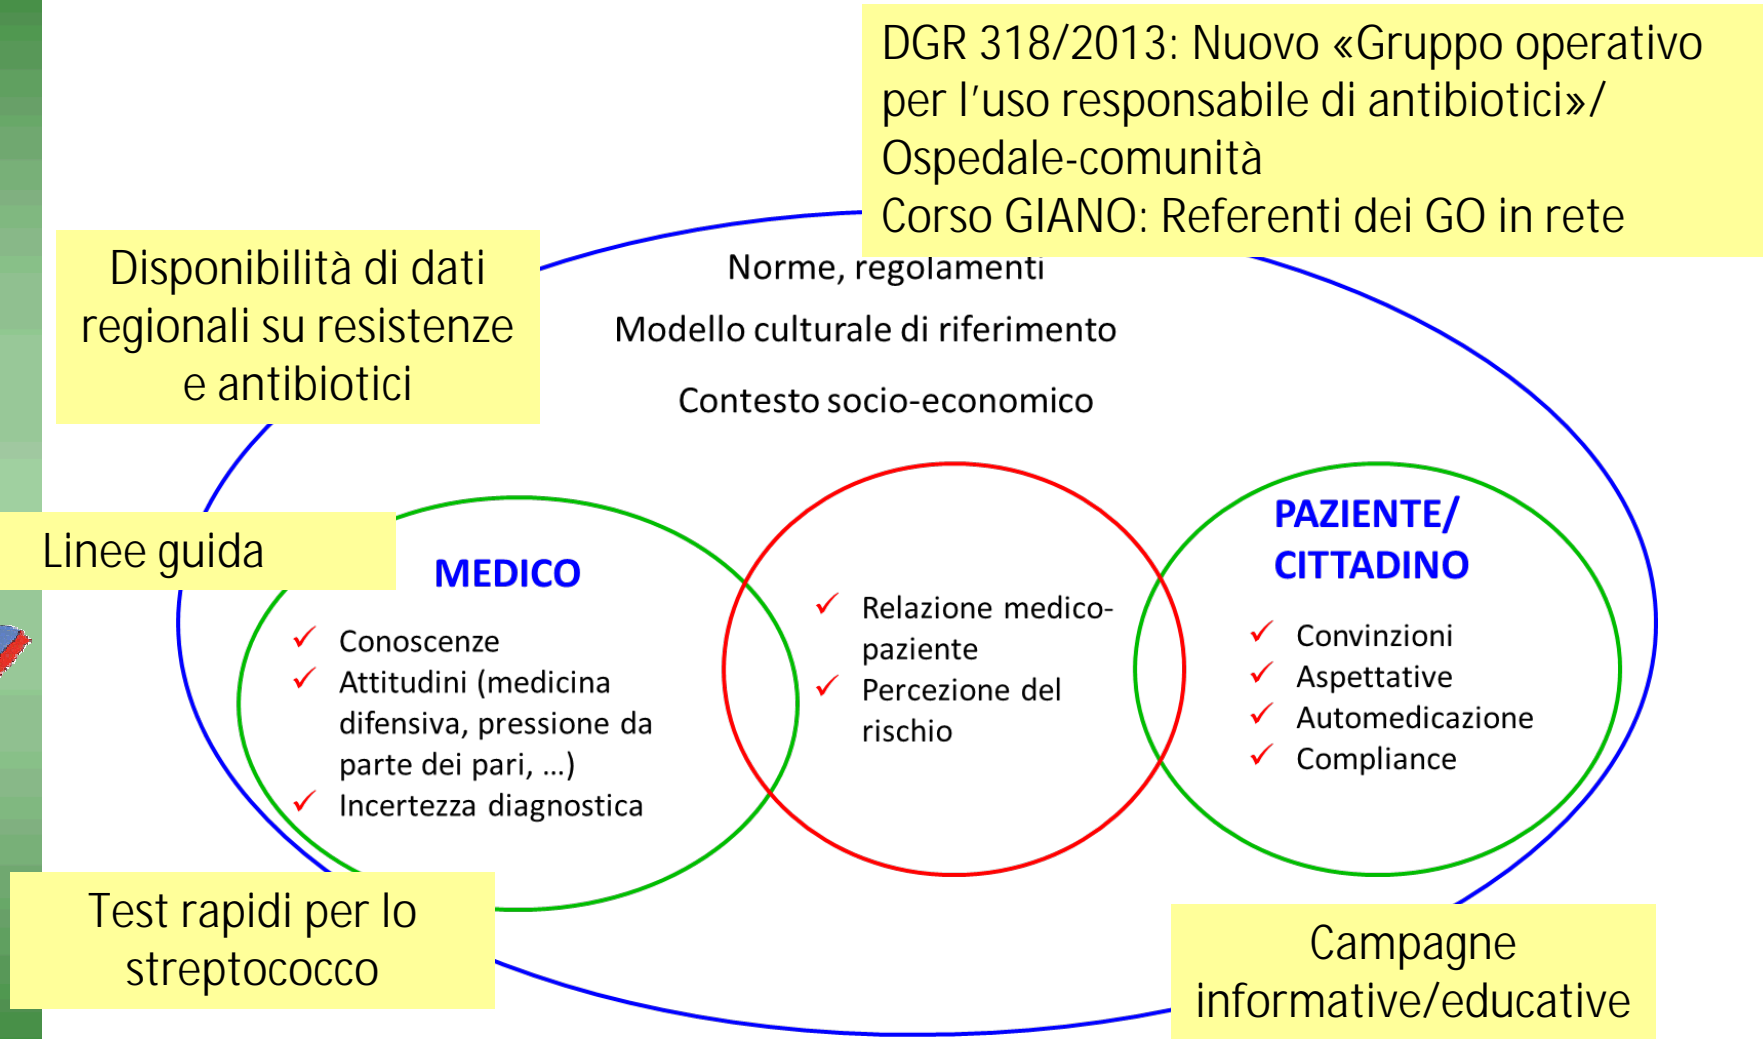 DGR 318/2013: Nuovo «Gruppo operativo
per l’uso responsabile di antibiotici»/
Ospedale-comunità
Corso GIANO: Referenti dei GO in rete
Disponibilità di dati
regionali su resistenze
e antibiotici
Norme, regolamenti
Modello culturale di riferimento
Contesto socio-economico
Linee guida
MEDICO
✓ Conoscenze
✓ Attitudini (medicina
difensiva, pressione da
parte dei pari, ...)
✓ Incertezza diagnostica
✓ Relazione medico-
paziente
✓ Percezione del
rischio
PAZIENTE/
CITTADINO
✓ Convinzioni
✓ Aspettative
✓ Automedicazione
✓ Compliance
Test rapidi per lo
streptococco
Campagne
informative/educative